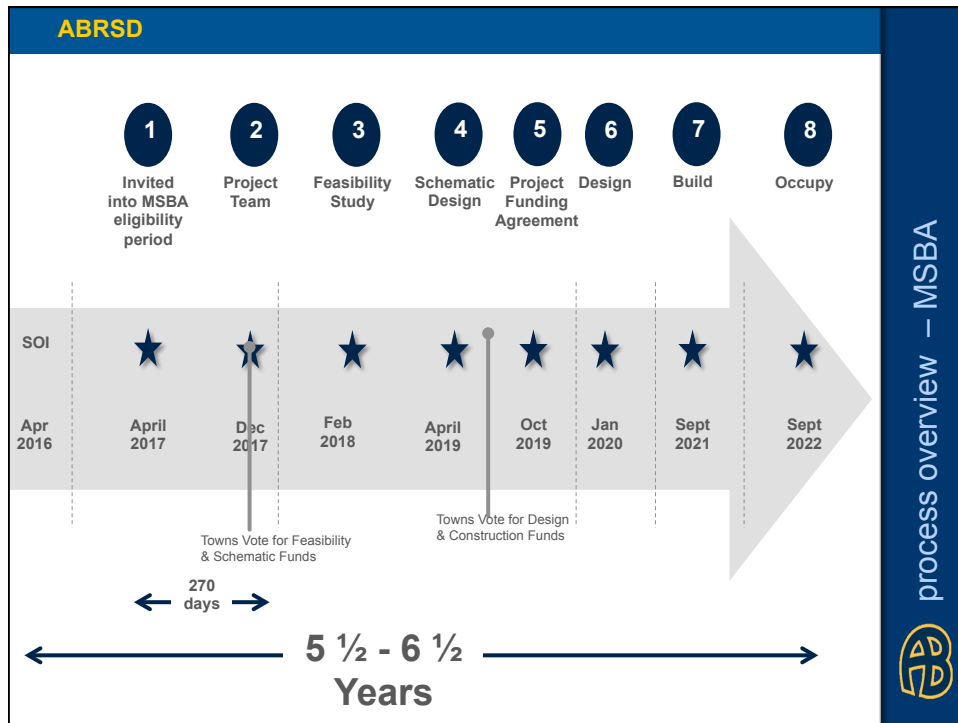 ABRSD
1
2
3
4
5
6
7
8
Invited
into MSBA
eligibility
period
Project
Team
Feasibility
Study
Schematic
Design
Project
Funding
Agreement
Design
Build
Occupy
SOI
Apr
2016
April
2017
Dec
2017
Feb
2018
April
2019
Oct
2019
Jan
2020
Sept
2021
Sept
2022
Towns Vote for Feasibility
& Schematic Funds
Towns Vote for Design
& Construction Funds
270
days
5 ½ - 6 ½
Years
process overview – MSBA
AB